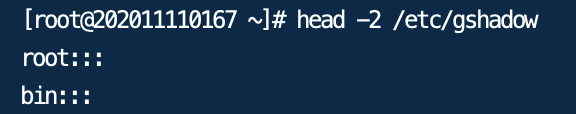 [root@202011110167 ~]# head -2 /etc/gshadow
root:::
bin:::